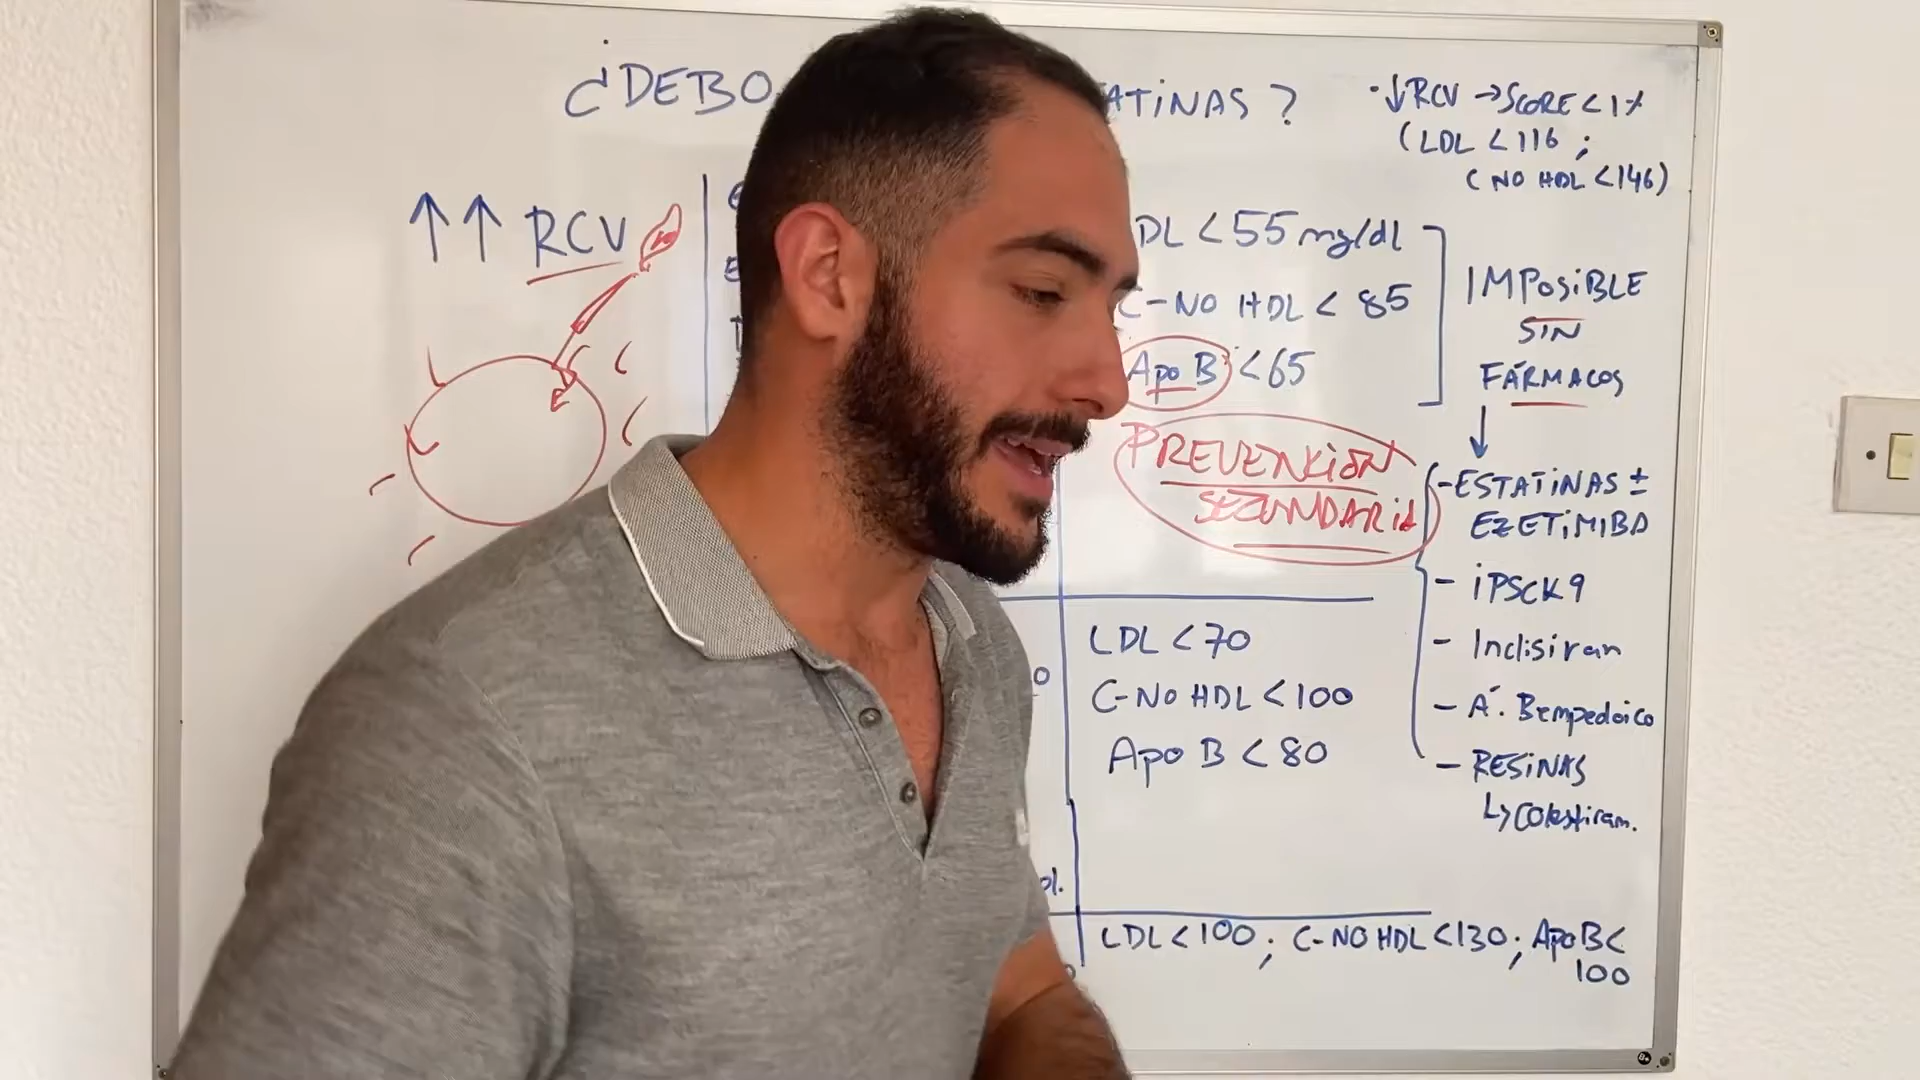 ¿DEBO ATINAS?
·↓RCV →SCORE<1%
(LDL <116 ;
(NO HDL <146)
↑↑ RCV
DL <55 mg/dl
C-NO HDL < 85
Apo B <65
IMPOSIBLE
SIN
FÁRMACOS
↓
PREVENCIÓN
SECUNDARIA
-ESTATINAS ±
EZETIMIBA
- iPSCK9
- Inclisiran
- Á. Bempedoico
- RESINAS
↳ Colestiram.
LDL <70
C-NO HDL <100
Apo B <80
ol.
LDL<100; C-NO HDL <130; ApoB<
100